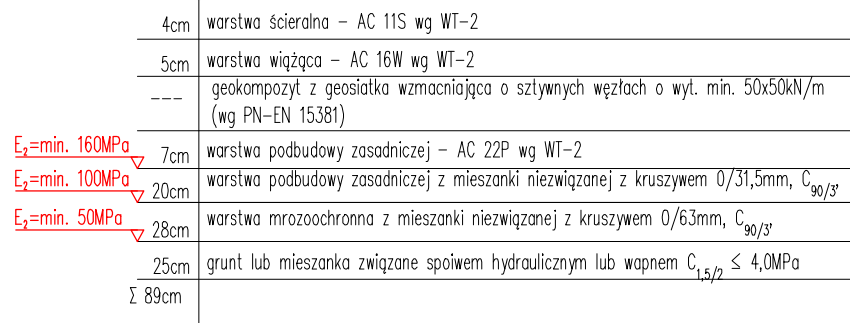 4cm warstwa ścieralna – AC 11S wg WT–2
5cm warstwa wiążąca – AC 16W wg WT–2
––– geokompozyt z geosiatka wzmacniająca o sztywnych węzłach o wyt. min. 50x50kN/m
(wg PN–EN 15381)
E₂=min. 160MPa 7cm warstwa podbudowy zasadniczej – AC 22P wg WT–2
E₂=min. 100MPa 20cm warstwa podbudowy zasadniczej z mieszanki niezwiązanej z kruszywem 0/31,5mm, C90/3,
E₂=min. 50MPa 28cm warstwa mrozoochronna z mieszanki niezwiązanej z kruszywem 0/63mm, C90/3,
25cm grunt lub mieszanka związane spoiwem hydraulicznym lub wapnem C1,5/2 ≤ 4,0MPa
Σ 89cm